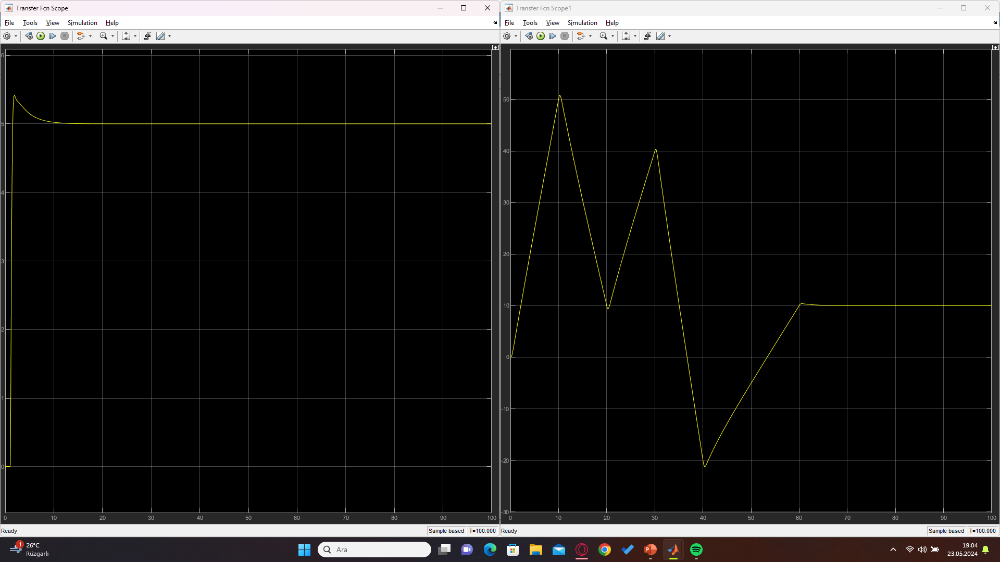 Transfer Fcn Scope
File Tools View Simulation Help
6
5
4
3
2
1
0
0 10 20 30 40 50 60 70 80 90 100
Ready
Sample based T=100.000
Transfer Fcn Scope1
File Tools View Simulation Help
50
40
30
20
10
0
-10
-20
-30
0 10 20 30 40 50 60 70 80 90 100
Ready
Sample based T=100.000
1
26°C
Rüzgarlı
Ara
P
19:04
23.05.2024